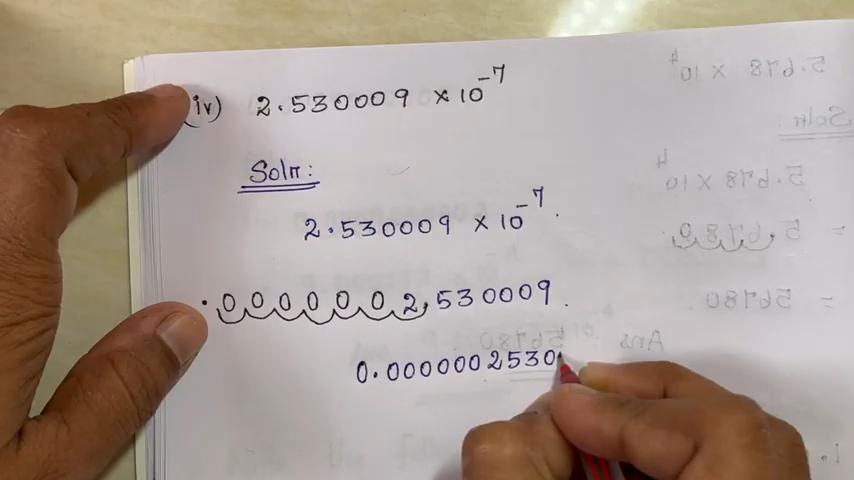 (iv) 2.530009 × 10⁻⁷
Soln:
2.530009 × 10⁻⁷.
.0000002.530009.
0.0000002530